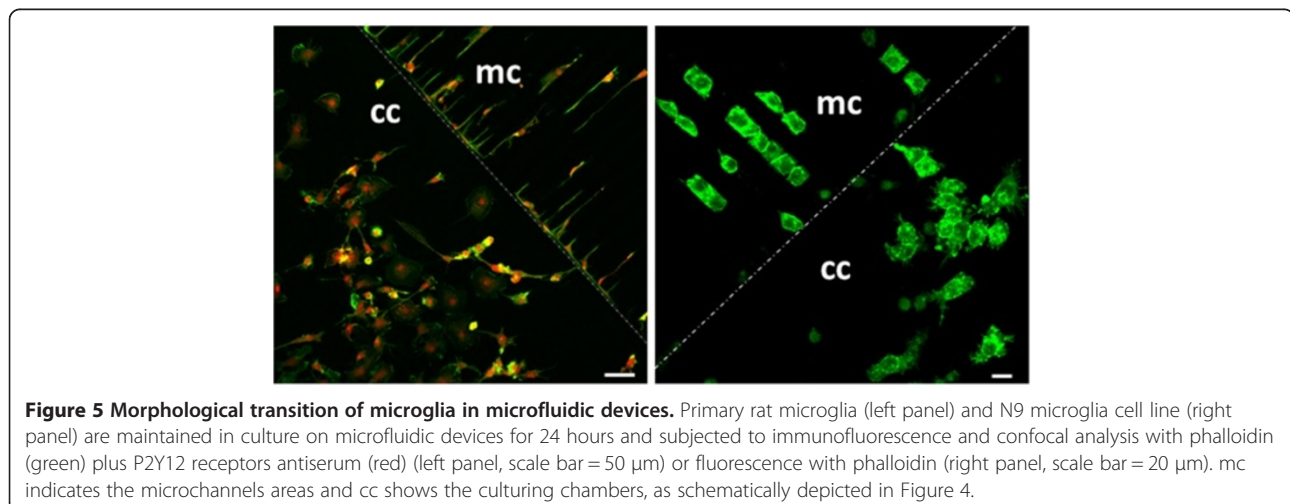 mc
cc
mc
cc
Figure 5 Morphological transition of microglia in microfluidic devices. Primary rat microglia (left panel) and N9 microglia cell line (right
panel) are maintained in culture on microfluidic devices for 24 hours and subjected to immunofluorescence and confocal analysis with phalloidin
(green) plus P2Y12 receptors antiserum (red) (left panel, scale bar = 50 μm) or fluorescence with phalloidin (right panel, scale bar = 20 μm). mc
indicates the microchannels areas and cc shows the culturing chambers, as schematically depicted in Figure 4.